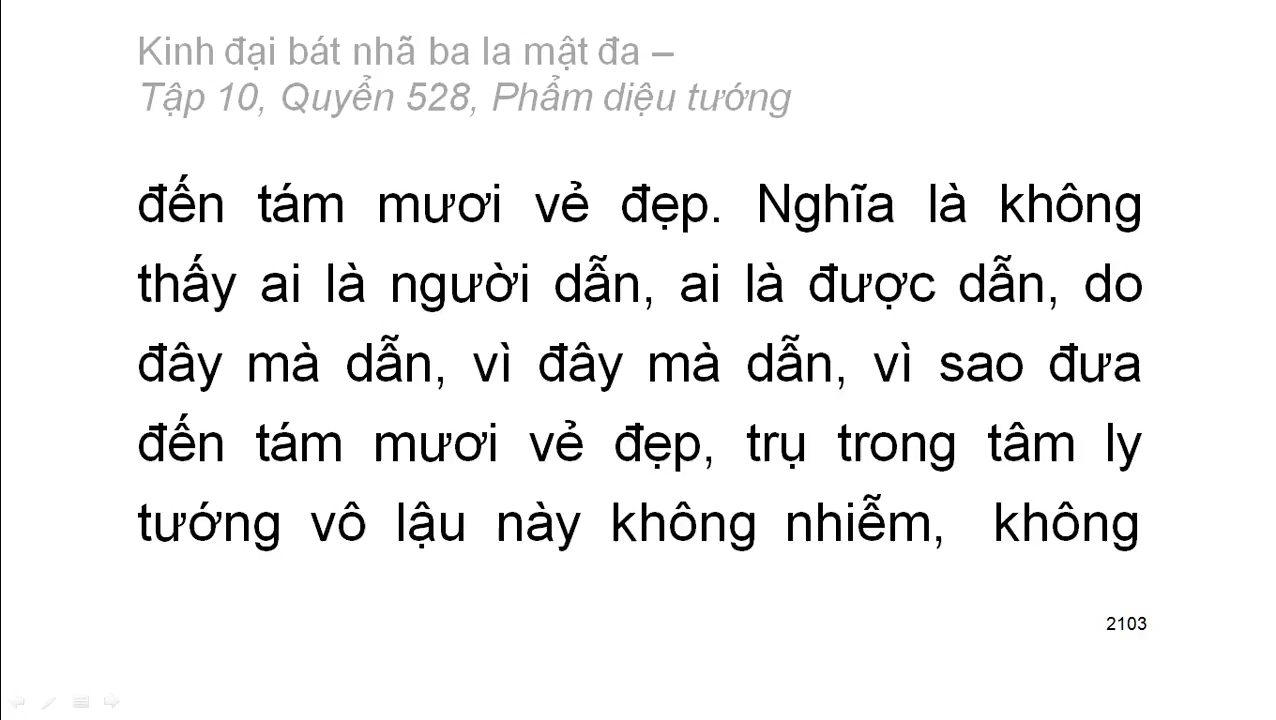 Kinh đại bát nhã ba la mật đa –
Tập 10, Quyển 528, Phẩm diệu tướng
đến tám mươi vẻ đẹp. Nghĩa là không
thấy ai là người dẫn, ai là được dẫn, do
đây mà dẫn, vì đây mà dẫn, vì sao đưa
đến tám mươi vẻ đẹp, trụ trong tâm ly
tướng vô lậu này không nhiễm, không
2103